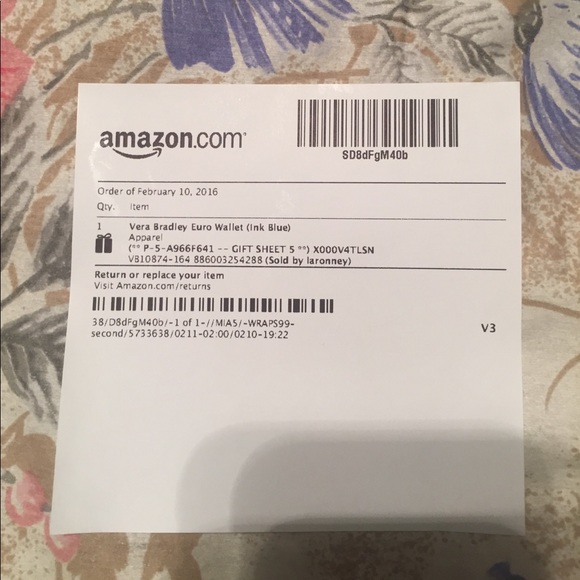 amazon.com
SD8dFgM40b
Order of February 10, 2016
Qty. Item
1 Vera Bradley Euro Wallet (Ink Blue)
Apparel
(** P-5-A966F641 -- GIFT SHEET 5 **) X000V4TLSN
VB10874-164 886003254288 (Sold by laronney)
Return or replace your item
Visit Amazon.com/returns
38/D8dFgM40b/-1 of 1-//MIA5/-WRAPS99-
second/5733638/0211-02:00/0210-19:22
V3